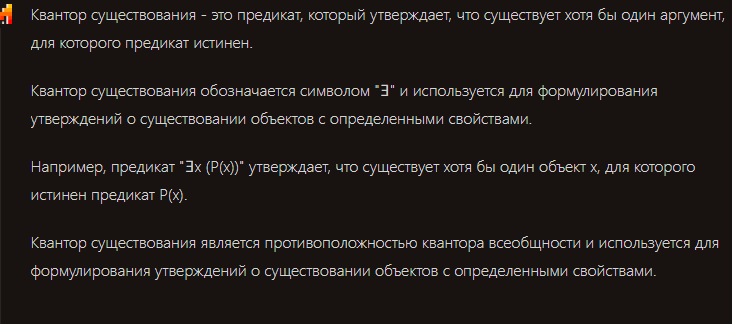 Квантор существования - это предикат, который утверждает, что существует хотя бы один аргумент,
для которого предикат истинен.
Квантор существования обозначается символом "∃" и используется для формулирования
утверждений о существовании объектов с определенными свойствами.
Например, предикат "∃x (P(x))" утверждает, что существует хотя бы один объект x, для которого
истинен предикат P(x).
Квантор существования является противоположностью квантора всеобщности и используется для
формулирования утверждений о существовании объектов с определенными свойствами.